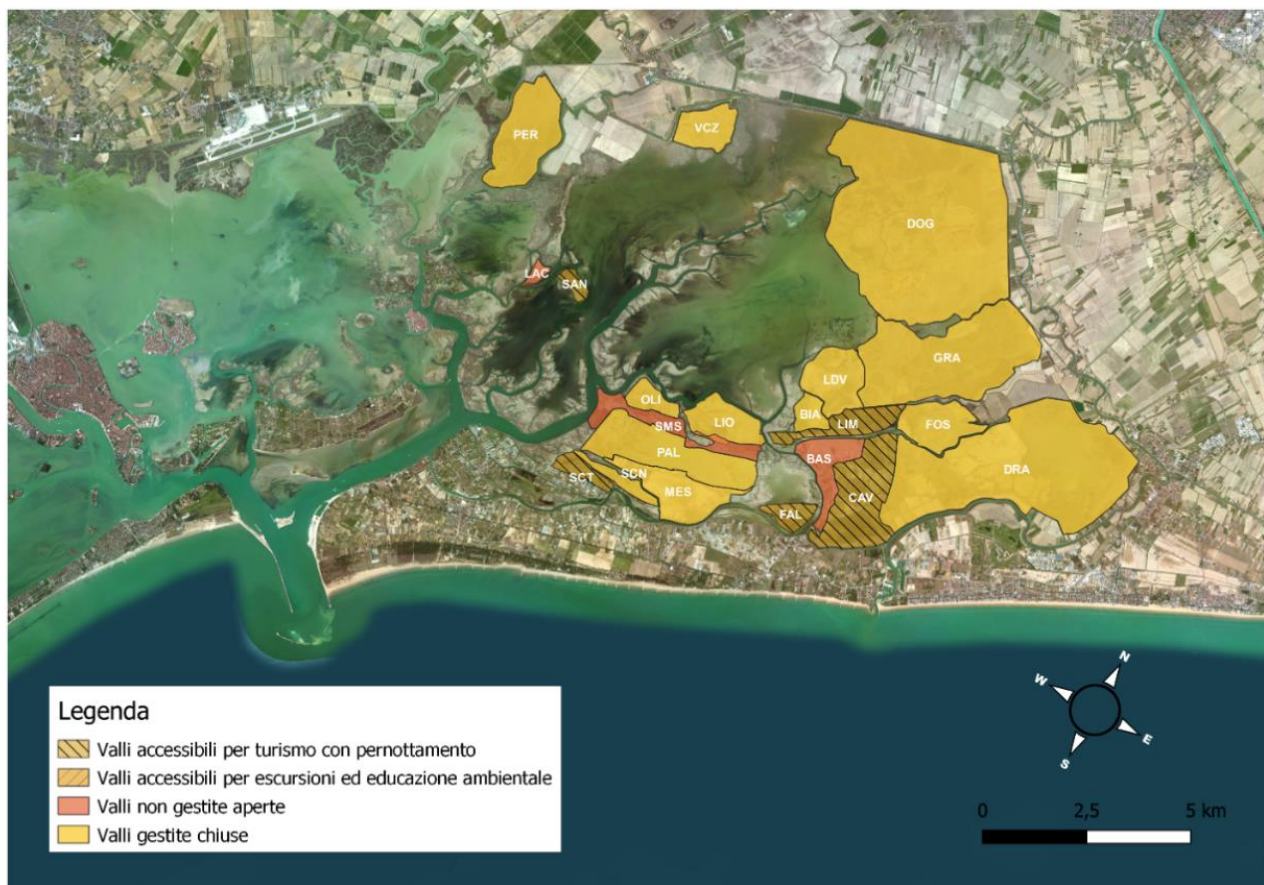 PER
VCZ
DOG
LAC
SAN
GRA
LDV
OLI
BIA
LIM
LIO
SMS
FOS
PAL
BAS
SCN
SCT
DRA
MES
CAV
FAL
N
W
E
S
Legenda
Valli accessibili per turismo con pernottamento
Valli accessibili per escursioni ed educazione ambientale
Valli non gestite aperte
Valli gestite chiuse
0 2,5 5 km